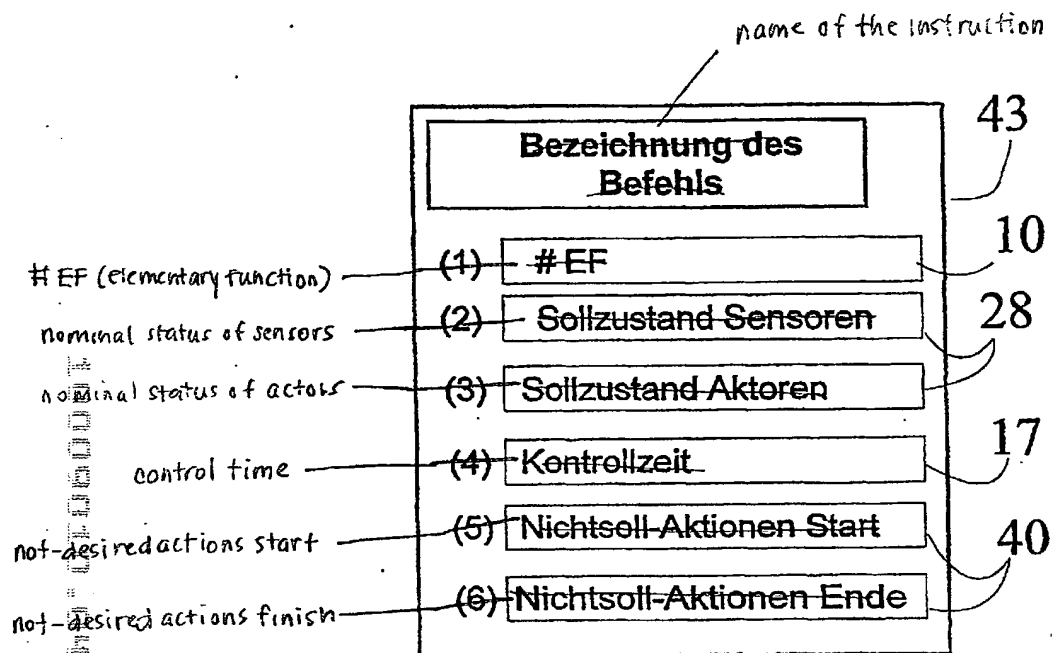 name of the instruction
43
Bezeichnung des
Befehls
10
# EF (elementary function) (1) # EF
28
nominal status of sensors (2) Sollzustand Sensoren
nominal status of actors (3) Sollzustand Aktoren
17
control time (4) Kontrollzeit
not-desired actions start (5) Nichtsoll-Aktionen Start
40
not-desired actions finish (6) Nichtsoll-Aktionen Ende